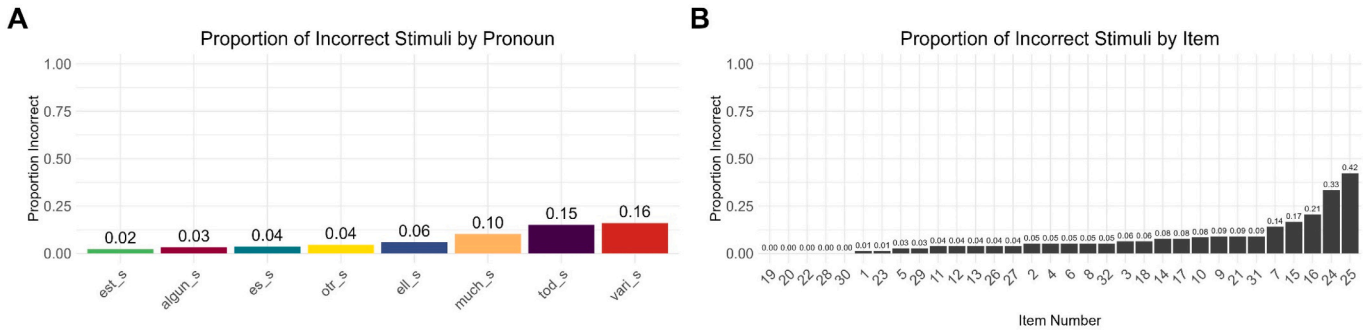 A
Proportion of Incorrect Stimuli by Pronoun
Proportion Incorrect
1.00
0.75
0.50
0.25
0.00
0.02 0.03 0.04 0.04 0.06 0.10 0.15 0.16
est_s algun_s es_s otr_s ell_s much_s tod_s vari_s
B
Proportion of Incorrect Stimuli by Item
Proportion Incorrect
1.00
0.75
0.50
0.25
0.00
0.00 0.00 0.00 0.00 0.00 0.01 0.01 0.03 0.03 0.04 0.04 0.04 0.04 0.04 0.05 0.05 0.05 0.05 0.05 0.06 0.06 0.08 0.08 0.08 0.09 0.09 0.09 0.14 0.17 0.21 0.33 0.42
19 20 22 28 30 1 23 5 29 11 12 13 26 27 2 4 6 8 32 3 18 14 17 10 9 21 31 7 15 16 24 25
Item Number